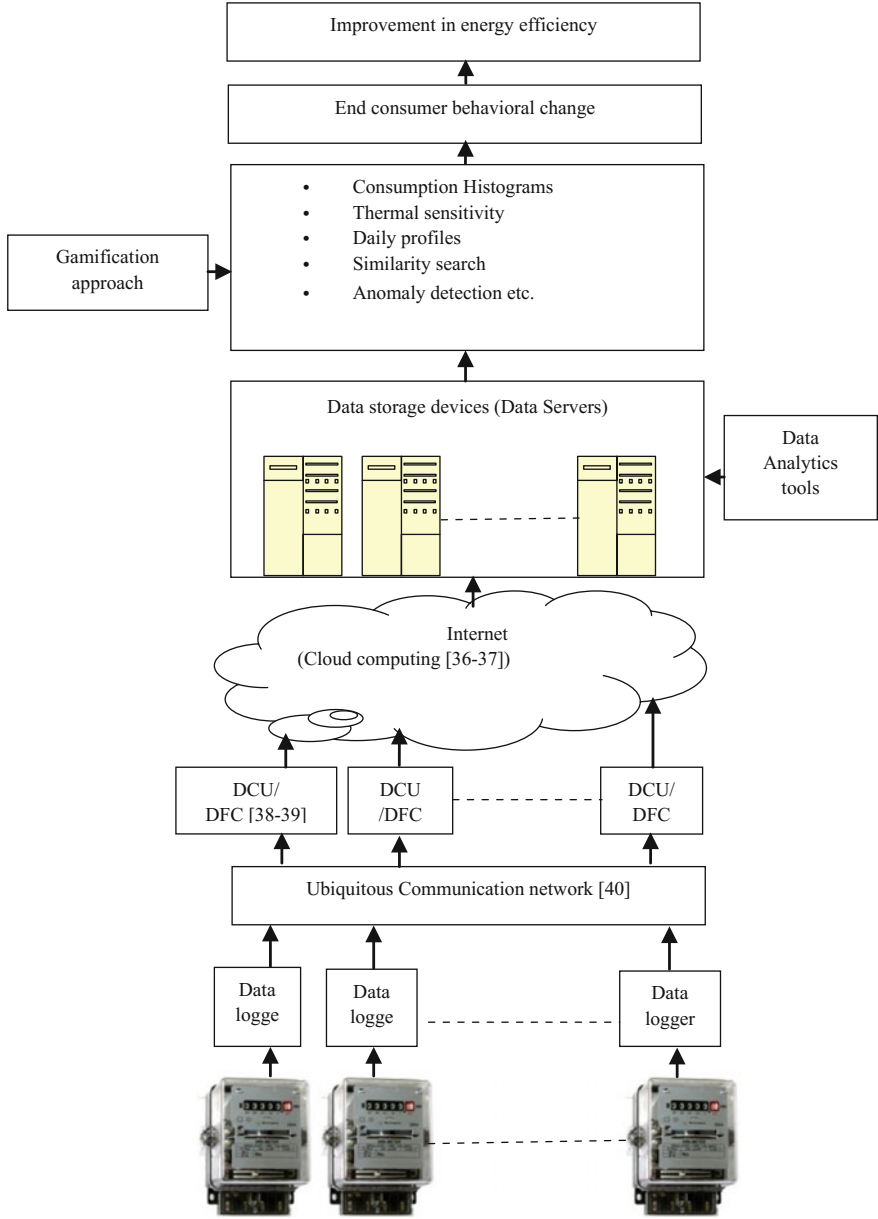 Improvement in energy efficiency
End consumer behavioral change
• Consumption Histograms
• Thermal sensitivity
• Daily profiles
• Similarity search
• Anomaly detection etc.
Gamification
approach
Data storage devices (Data Servers)
Data
Analytics
tools
Internet
(Cloud computing [36-37])
DCU/
DFC [38-39]
DCU
/DFC
DCU/
DFC
Ubiquitous Communication network [40]
Data
logge
Data
logge
Data
logger